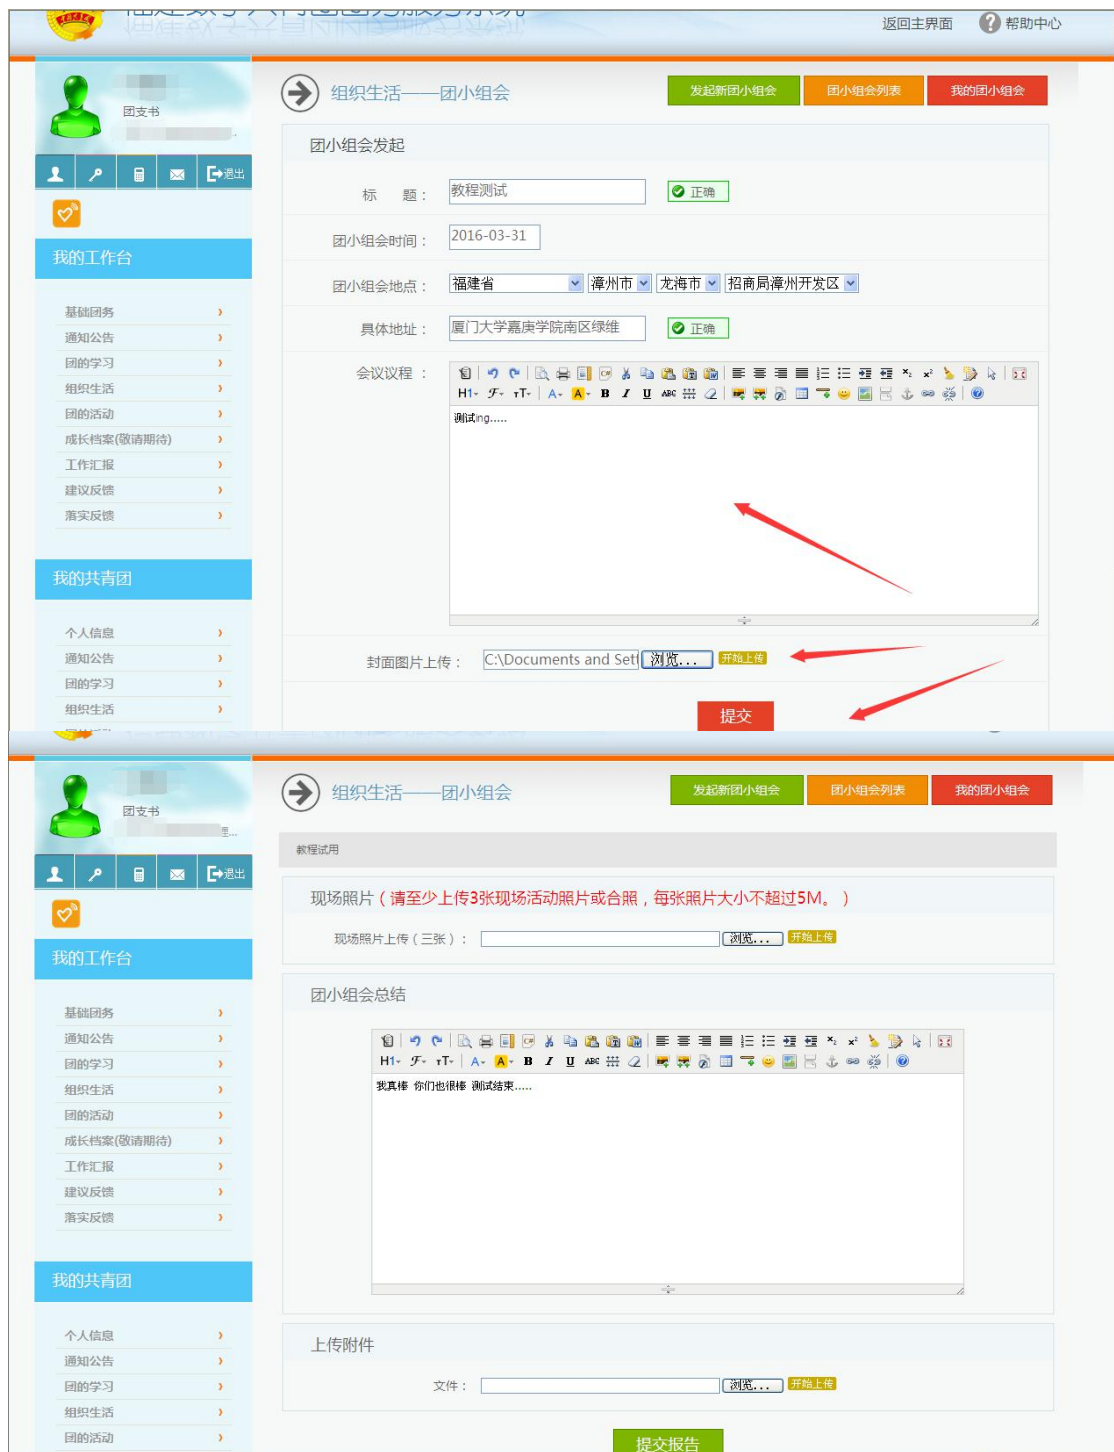 返回主界面 帮助中心
团支书
退出
组织生活——团小组会
发起新团小组会 团小组会列表 我的团小组会
团小组会发起
标 题： 教程测试 正确
团小组会时间： 2016-03-31
团小组会地点： 福建省 漳州市 龙海市 招商局漳州开发区
具体地址： 厦门大学嘉庚学院南区绿维 正确
会议议程：
测试ing.....
封面图片上传： C:\Documents and Sett 浏览... 开始上传
提交
我的工作台
基础团务
通知公告
团的学习
组织生活
团的活动
成长档案(敬请期待)
工作汇报
建议反馈
落实反馈
我的共青团
个人信息
通知公告
团的学习
组织生活
团支书
退出
组织生活——团小组会
发起新团小组会 团小组会列表 我的团小组会
教程试用
现场照片（请至少上传3张现场活动照片或合照，每张照片大小不超过5M。）
现场照片上传（三张）： 浏览... 开始上传
团小组会总结
我真棒 你们也很棒 测试结束.....
上传附件
文件： 浏览... 开始上传
提交报告
我的工作台
基础团务
通知公告
团的学习
组织生活
团的活动
成长档案(敬请期待)
工作汇报
建议反馈
落实反馈
我的共青团
个人信息
通知公告
团的学习
组织生活
团的活动